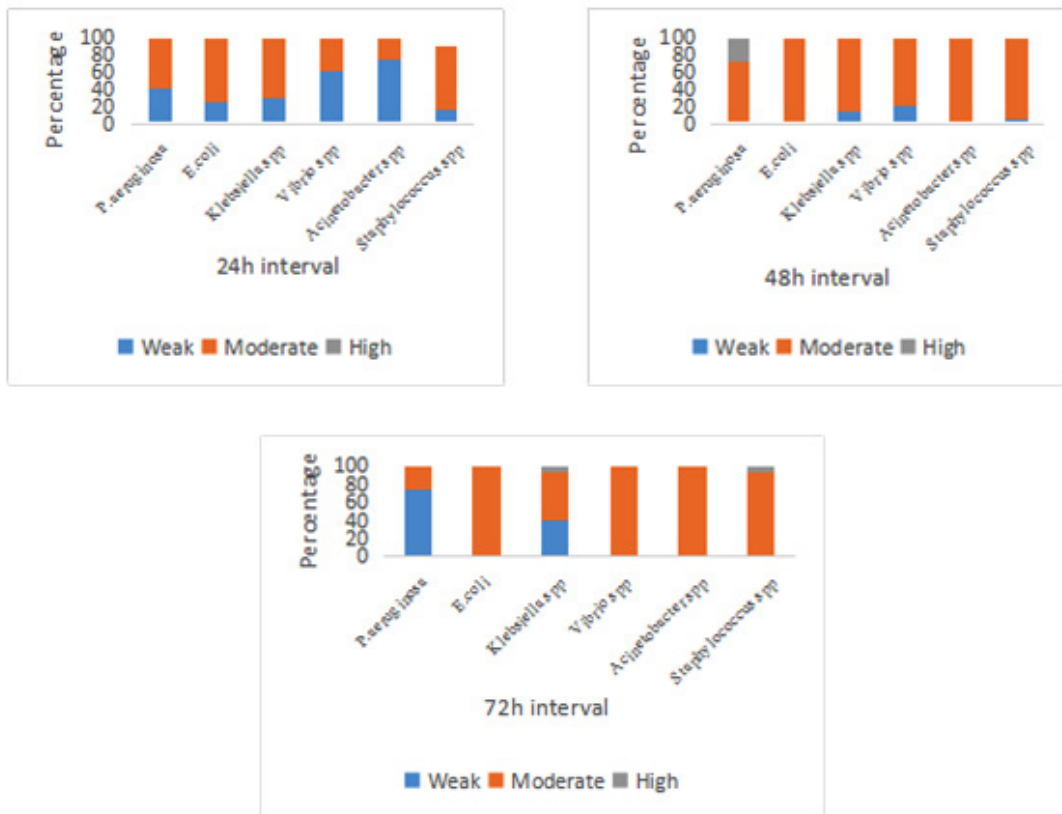 Percentage
100
80
60
40
20
0
P.aeruginosa
E.coli
Klebsiella spp
Vibrio spp
Acinetobacter spp
Staphylococcus spp
24h interval
Weak Moderate High
Percentage
100
80
60
40
20
0
P.aeruginosa
E.coli
Klebsiella spp
Vibrio spp
Acinetobacter spp
Staphylococcus spp
48h interval
Weak Moderate High
Percentage
100
80
60
40
20
0
P.aeruginosa
E.coli
Klebsiella spp
Vibrio spp
Acinetobacter spp
Staphylococcus spp
72h interval
Weak Moderate High